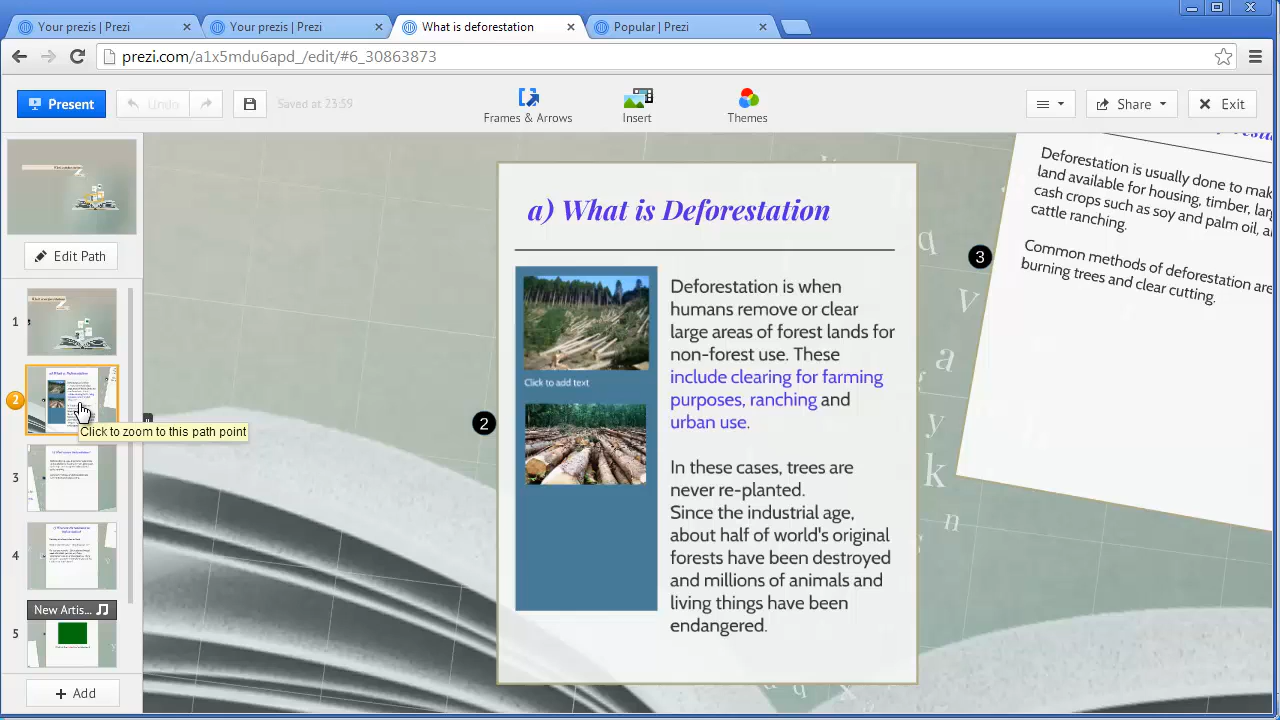 Your prezis | Prezi
Your prezis | Prezi
What is deforestation
Popular | Prezi
prezi.com/a1x5mdu6apd_/edit/#6_30863873
Present
Undo
Saved at 23:59
Frames & Arrows
Insert
Themes
Share
Exit
Edit Path
1
2
Click to zoom to this path point
3
4
New Artis...
5
+ Add
a) What is Deforestation
Click to add text
2
Deforestation is when
humans remove or clear
large areas of forest lands for
non-forest use. These
include clearing for farming
purposes, ranching and
urban use.
In these cases, trees are
never re-planted.
Since the industrial age,
about half of world's original
forests have been destroyed
and millions of animals and
living things have been
endangered.
q
V
a
y
k
n
3
Deforestation is usually done to mak
land available for housing, timber, lar
cash crops such as soy and palm oil, a
cattle ranching.
Common methods of deforestation are
burning trees and clear cutting.